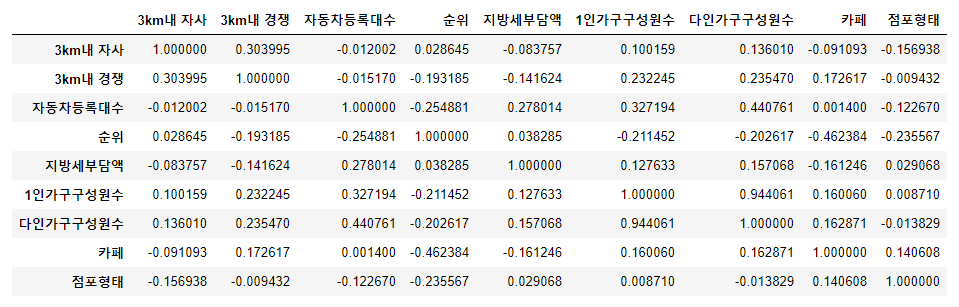 3km내 자사 3km내 경쟁 자동차등록대수 순위 지방세부담액 1인가구구성원수 다인가구구성원수 카페 점포형태
3km내 자사 1.000000 0.303995 -0.012002 0.028645 -0.083757 0.100159 0.136010 -0.091093 -0.156938
3km내 경쟁 0.303995 1.000000 -0.015170 -0.193185 -0.141624 0.232245 0.235470 0.172617 -0.009432
자동차등록대수 -0.012002 -0.015170 1.000000 -0.254881 0.278014 0.327194 0.440761 0.001400 -0.122670
순위 0.028645 -0.193185 -0.254881 1.000000 0.038285 -0.211452 -0.202617 -0.462384 -0.235567
지방세부담액 -0.083757 -0.141624 0.278014 0.038285 1.000000 0.127633 0.157068 -0.161246 0.029068
1인가구구성원수 0.100159 0.232245 0.327194 -0.211452 0.127633 1.000000 0.944061 0.160060 0.008710
다인가구구성원수 0.136010 0.235470 0.440761 -0.202617 0.157068 0.944061 1.000000 0.162871 -0.013829
카페 -0.091093 0.172617 0.001400 -0.462384 -0.161246 0.160060 0.162871 1.000000 0.140608
점포형태 -0.156938 -0.009432 -0.122670 -0.235567 0.029068 0.008710 -0.013829 0.140608 1.000000